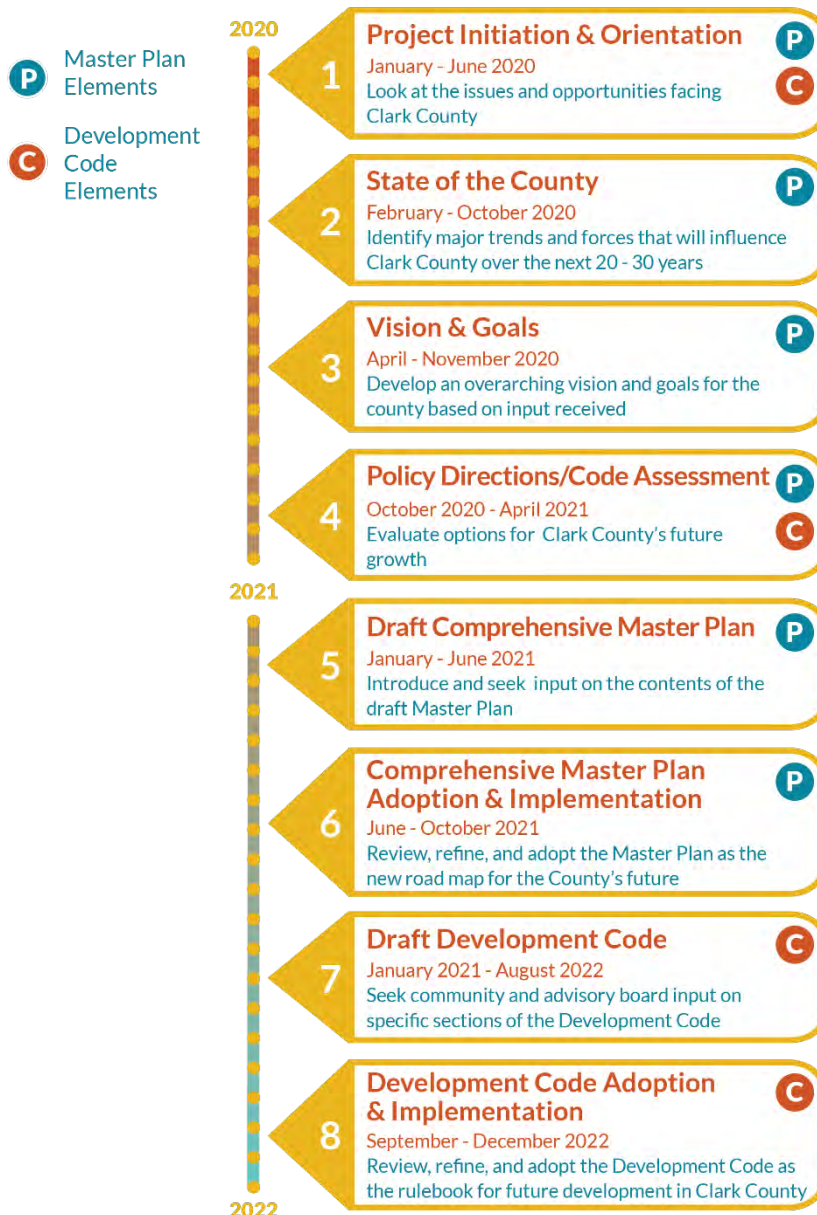 P
Master Plan
Elements
C
Development
Code
Elements
2020
1
Project Initiation & Orientation
P
C
January - June 2020
Look at the issues and opportunities facing
Clark County
2
State of the County
P
February - October 2020
Identify major trends and forces that will influence
Clark County over the next 20 - 30 years
3
Vision & Goals
P
April - November 2020
Develop an overarching vision and goals for the
county based on input received
4
Policy Directions/Code Assessment
P
C
October 2020 - April 2021
Evaluate options for Clark County's future
growth
2021
5
Draft Comprehensive Master Plan
P
January - June 2021
Introduce and seek input on the contents of the
draft Master Plan
6
Comprehensive Master Plan
Adoption & Implementation
P
June - October 2021
Review, refine, and adopt the Master Plan as the
new road map for the County's future
7
Draft Development Code
C
January 2021 - August 2022
Seek community and advisory board input on
specific sections of the Development Code
8
Development Code Adoption
& Implementation
C
September - December 2022
Review, refine, and adopt the Development Code as
the rulebook for future development in Clark County
2022